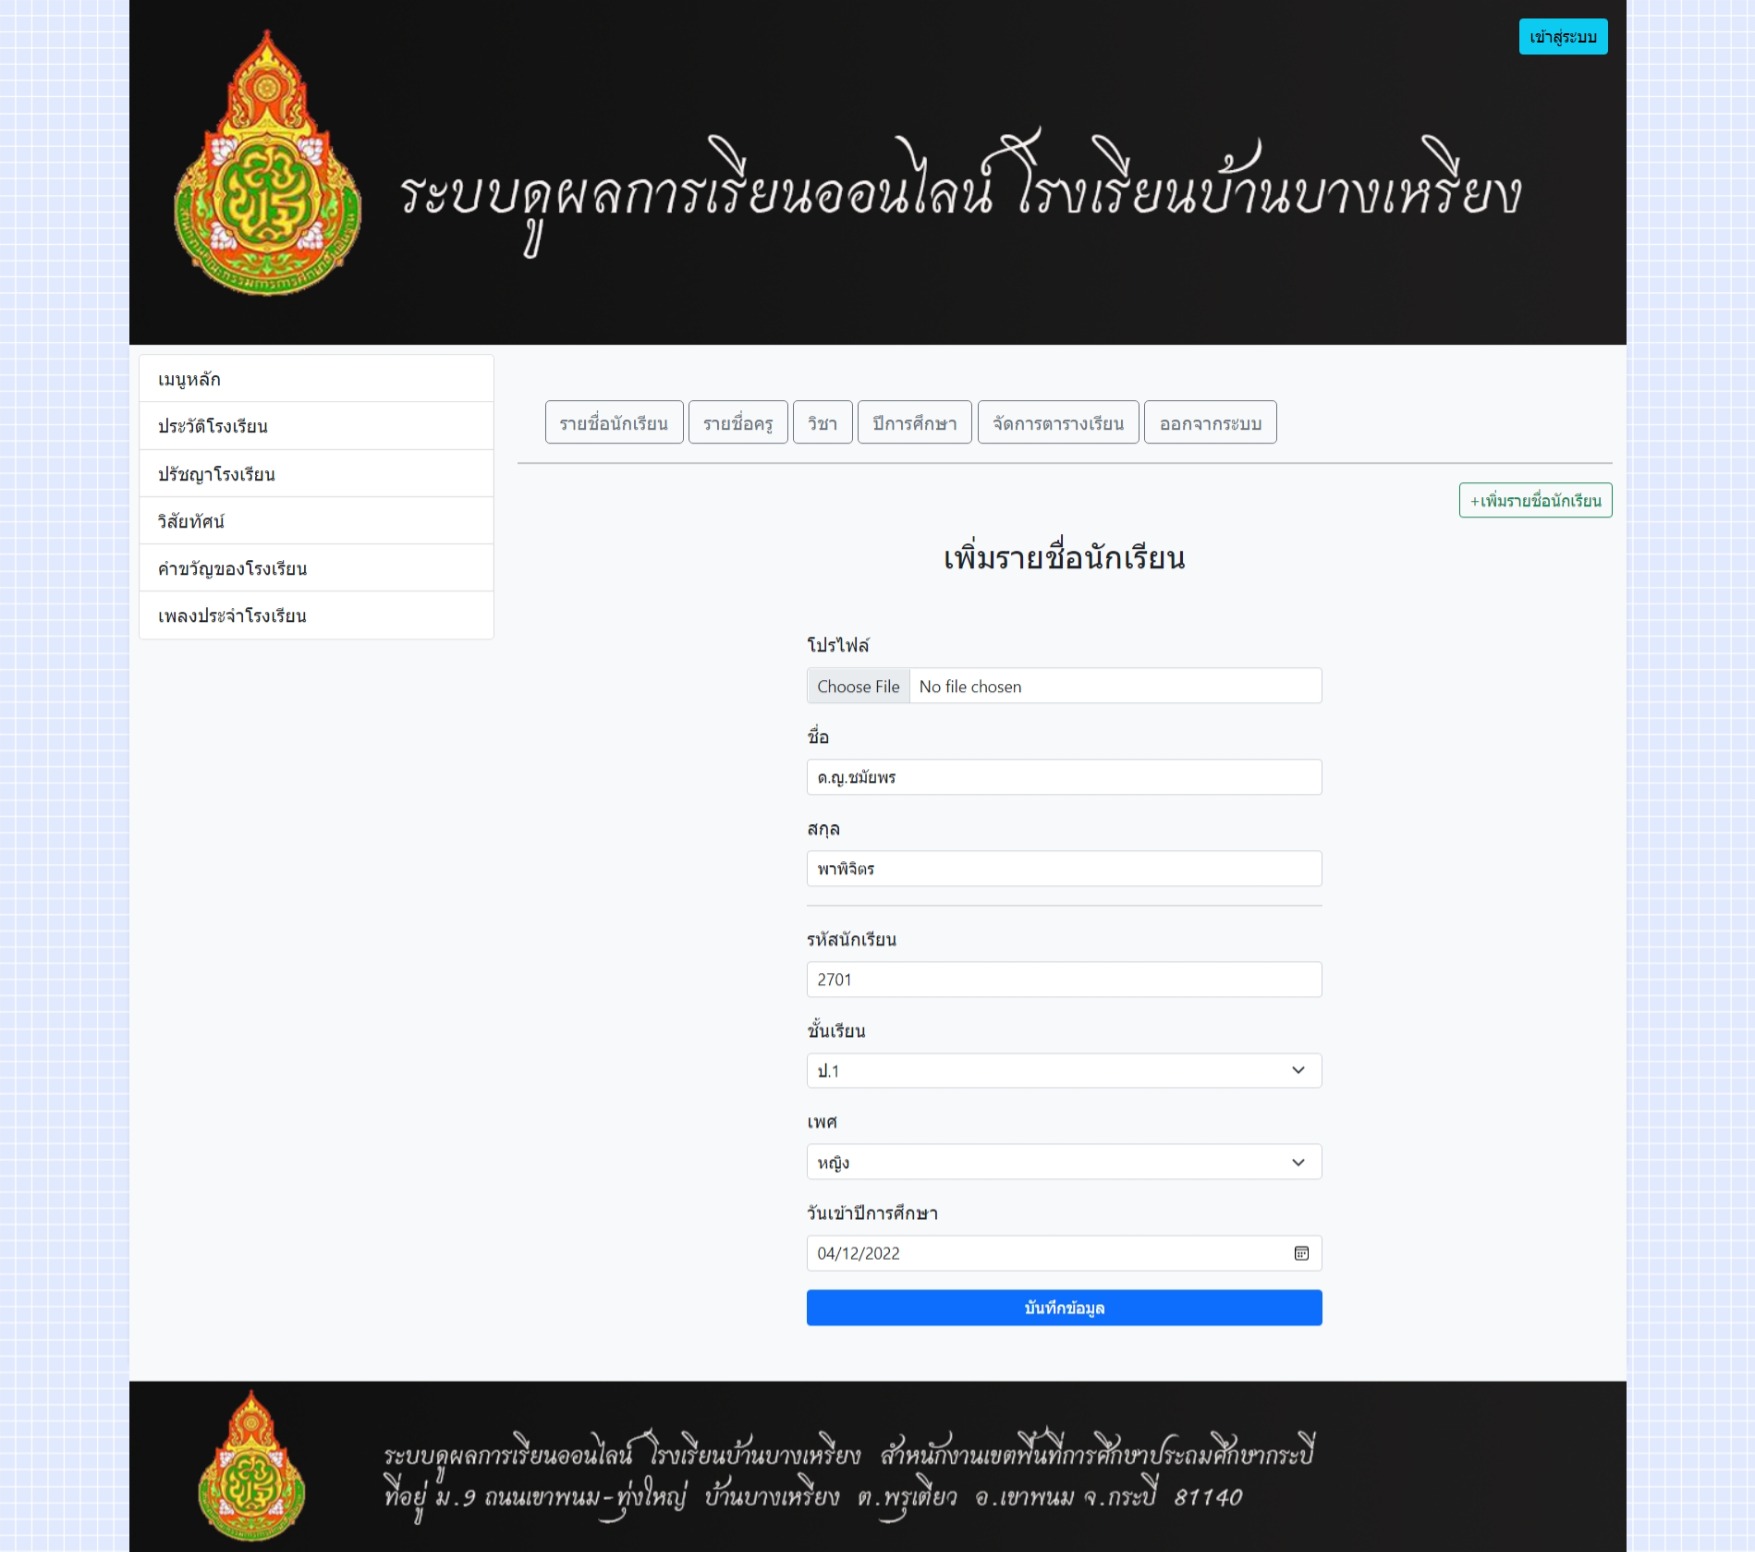 เข้าสู่ระบบ
ระบบดูผลการเรียนออนไลน์ โรงเรียนบ้านบางเหรียง
เมนูหลัก
ประวัติโรงเรียน
ปรัชญาโรงเรียน
วิสัยทัศน์
คำขวัญของโรงเรียน
เพลงประจำโรงเรียน
รายชื่อนักเรียน รายชื่อครู วิชา ปีการศึกษา จัดการตารางเรียน ออกจากระบบ
+เพิ่มรายชื่อนักเรียน
เพิ่มรายชื่อนักเรียน
โปรไฟล์
Choose File No file chosen
ชื่อ
ด.ญ.ชมัยพร
สกุล
พาพิจิตร
รหัสนักเรียน
2701
ชั้นเรียน
ป.1
เพศ
หญิง
วันเข้าปีการศึกษา
04/12/2022
บันทึกข้อมูล
ระบบดูผลการเรียนออนไลน์ โรงเรียนบ้านบางเหรียง สำหนักงานเขตพื้นที่การศึกษาประถมศึกษากระบี่
ที่อยู่ ม.9 ถนนเขาพนม-ทุ่งใหญ่ บ้านบางเหรียง ต.พรุเตียว อ.เขาพนม จ.กระบี่ 81140